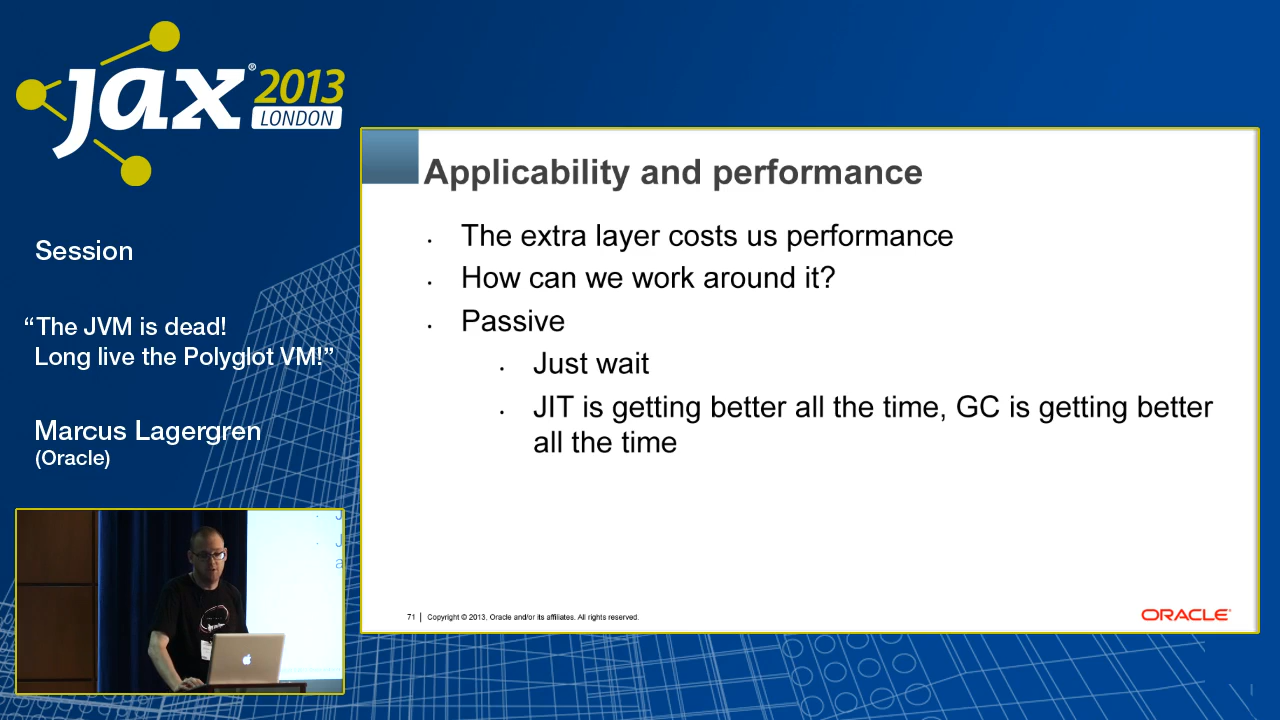 jax® 2013
LONDON
Session
“The JVM is dead!
Long live the Polyglot VM!”
Marcus Lagergren
(Oracle)
Applicability and performance
• The extra layer costs us performance
• How can we work around it?
• Passive
• Just wait
• JIT is getting better all the time, GC is getting better
all the time
71 | Copyright © 2013, Oracle and/or its affiliates. All rights reserved.
ORACLE®